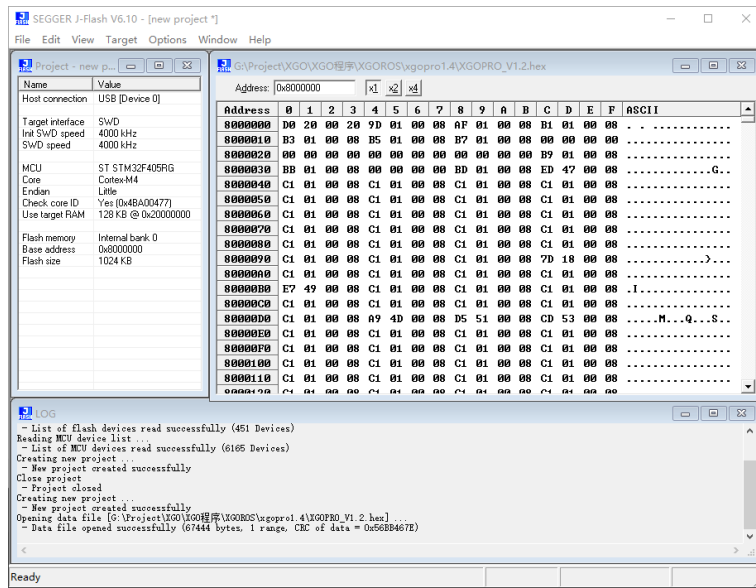 SEGGER J-Flash V6.10 - [new project *]
File Edit View Target Options Window Help
Project - new p...
Name Value
Host connection USB [Device 0]
Target interface SWD
Init SWD speed 4000 kHz
SWD speed 4000 kHz
MCU ST STM32F405RG
Core Cortex-M4
Endian Little
Check core ID Yes (0x4BA00477)
Use target RAM 128 KB @ 0x20000000
Flash memory Internal bank 0
Base address 0x8000000
Flash size 1024 KB
G:\Project\XGO\XGO程序\XGOROS\xgopro1.4\XGOPRO_V1.2.hex
Address: 0x8000000 x1 x2 x4
Address 0 1 2 3 4 5 6 7 8 9 A B C D E F ASCII
8000000 D0 20 00 20 9D 01 00 08 AF 01 00 08 B1 01 00 08 . . ............
8000010 B3 01 00 08 B5 01 00 08 B7 01 00 08 00 00 00 00 ................
8000020 00 00 00 00 00 00 00 00 00 00 00 00 B9 01 00 08 ................
8000030 BB 01 00 08 00 00 00 00 BD 01 00 08 ED 47 00 08 .............G..
8000040 C1 01 00 08 C1 01 00 08 C1 01 00 08 C1 01 00 08 ................
8000050 C1 01 00 08 C1 01 00 08 C1 01 00 08 C1 01 00 08 ................
8000060 C1 01 00 08 C1 01 00 08 C1 01 00 08 C1 01 00 08 ................
8000070 C1 01 00 08 C1 01 00 08 C1 01 00 08 C1 01 00 08 ................
8000080 C1 01 00 08 C1 01 00 08 C1 01 00 08 C1 01 00 08 ................
8000090 C1 01 00 08 C1 01 00 08 C1 01 00 08 7D 18 00 08 ............}...
80000A0 C1 01 00 08 C1 01 00 08 C1 01 00 08 C1 01 00 08 ................
80000B0 E7 49 00 08 C1 01 00 08 C1 01 00 08 C1 01 00 08 .I..............
80000C0 C1 01 00 08 C1 01 00 08 C1 01 00 08 C1 01 00 08 ................
80000D0 C1 01 00 08 A9 4D 00 08 D5 51 00 08 CD 53 00 08 .....M...Q...S..
80000E0 C1 01 00 08 C1 01 00 08 C1 01 00 08 C1 01 00 08 ................
80000F0 C1 01 00 08 C1 01 00 08 C1 01 00 08 C1 01 00 08 ................
8000100 C1 01 00 08 C1 01 00 08 C1 01 00 08 C1 01 00 08 ................
8000110 C1 01 00 08 C1 01 00 08 C1 01 00 08 C1 01 00 08 ................
LOG
- List of flash devices read successfully (451 Devices)
Reading MCU device list ...
- List of MCU devices read successfully (6165 Devices)
Creating new project ...
- New project created successfully
Close project
- Project closed
Creating new project ...
- New project created successfully
Opening data file [G:\Project\XGO\XGO程序\XGOROS\xgopro1.4\XGOPRO_V1.2.hex] ...
- Data file opened successfully (67444 bytes, 1 range, CRC of data = 0x56BB467E)
Ready